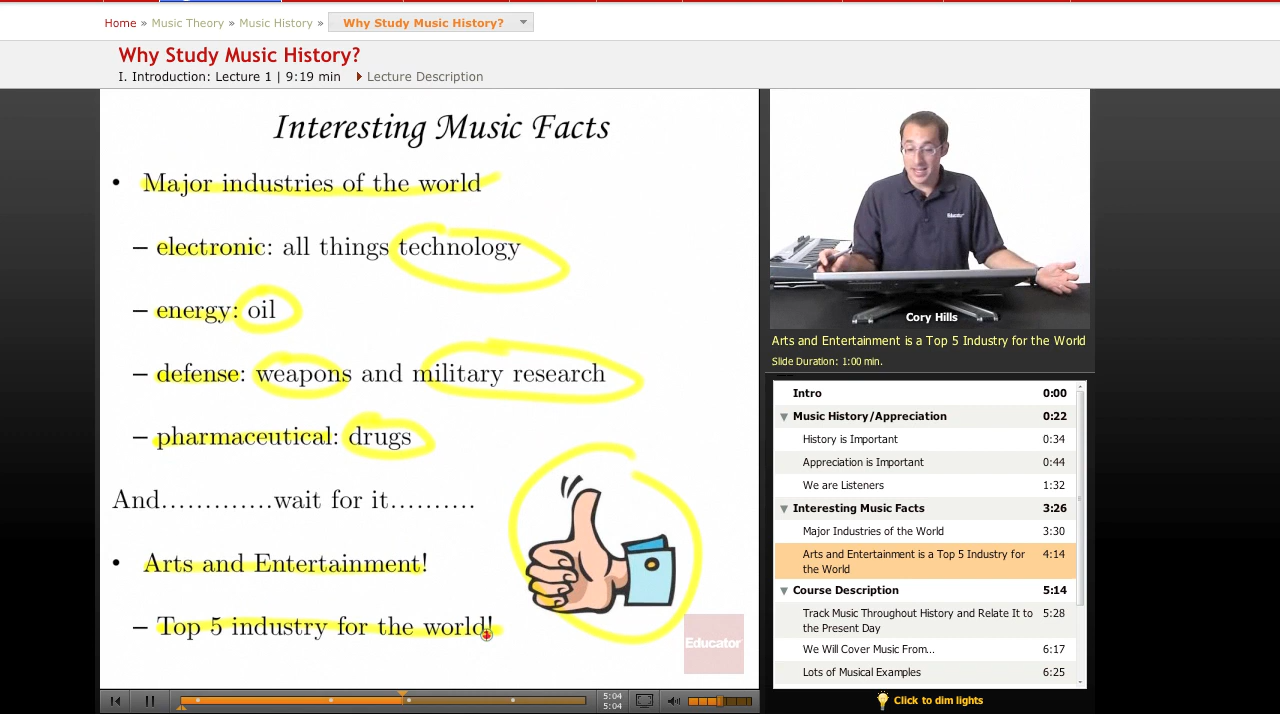 Home » Music Theory » Music History » Why Study Music History?
Why Study Music History?
I. Introduction: Lecture 1 | 9:19 min Lecture Description
Interesting Music Facts
• Major industries of the world
– electronic: all things technology
– energy: oil
– defense: weapons and military research
– pharmaceutical: drugs
And.............wait for it..........
• Arts and Entertainment!
– Top 5 industry for the world!
Educator
5:04
5:04
Cory Hills
Arts and Entertainment is a Top 5 Industry for the World
Slide Duration: 1:00 min.
Intro 0:00
Music History/Appreciation 0:22
History is Important 0:34
Appreciation is Important 0:44
We are Listeners 1:32
Interesting Music Facts 3:26
Major Industries of the World 3:30
Arts and Entertainment is a Top 5 Industry for 4:14
the World
Course Description 5:14
Track Music Throughout History and Relate It to 5:28
the Present Day
We Will Cover Music From... 6:17
Lots of Musical Examples 6:25
Click to dim lights